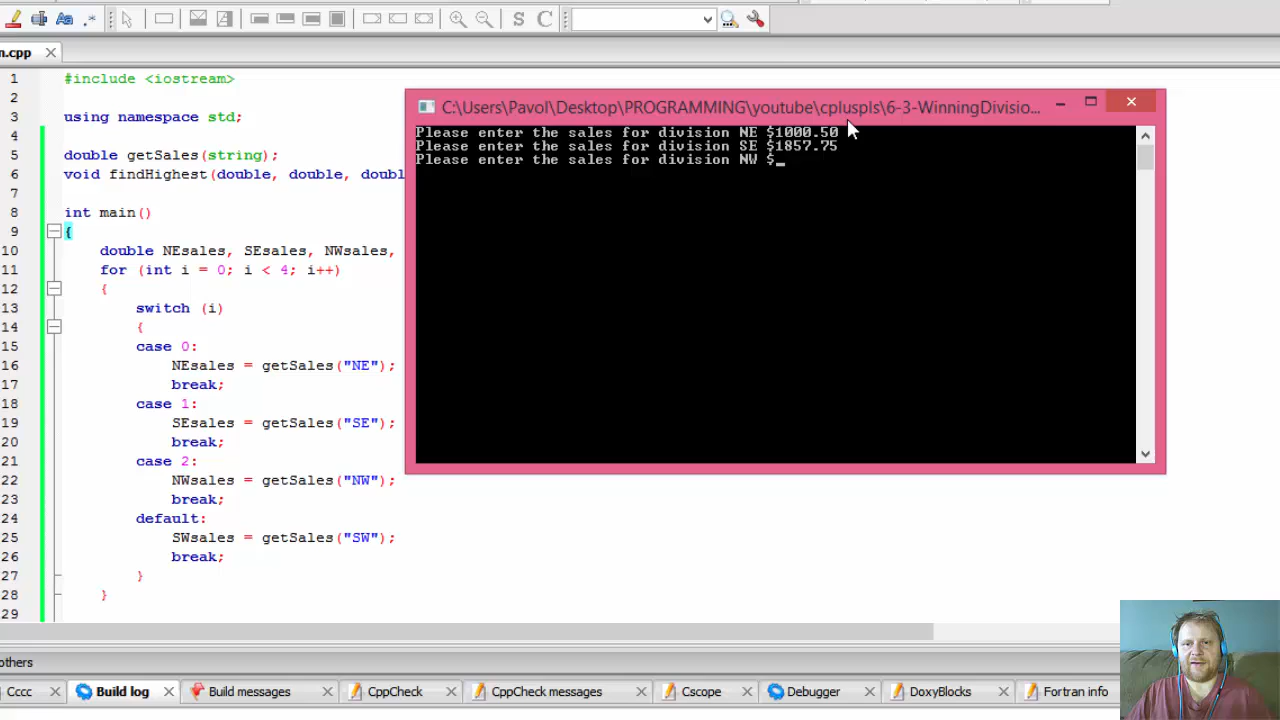 Aa .*
S C
n.cpp
1 #include <iostream>
2
3 using namespace std;
4
5 double getSales(string);
6 void findHighest(double, double, doubl
7
8 int main()
9 {
10 double NEsales, SEsales, NWsales,
11 for (int i = 0; i < 4; i++)
12 {
13 switch (i)
14 {
15 case 0:
16 NEsales = getSales("NE");
17 break;
18 case 1:
19 SEsales = getSales("SE");
20 break;
21 case 2:
22 NWsales = getSales("NW");
23 break;
24 default:
25 SWsales = getSales("SW");
26 break;
27 }
28 }
29
C:\Users\Pavol\Desktop\PROGRAMMING\youtube\cpluspls\6-3-WinningDivisio...
Please enter the sales for division NE $1000.50
Please enter the sales for division SE $1857.75
Please enter the sales for division NW $_
others
Cccc Build log Build messages CppCheck CppCheck messages Cscope Debugger DoxyBlocks Fortran info